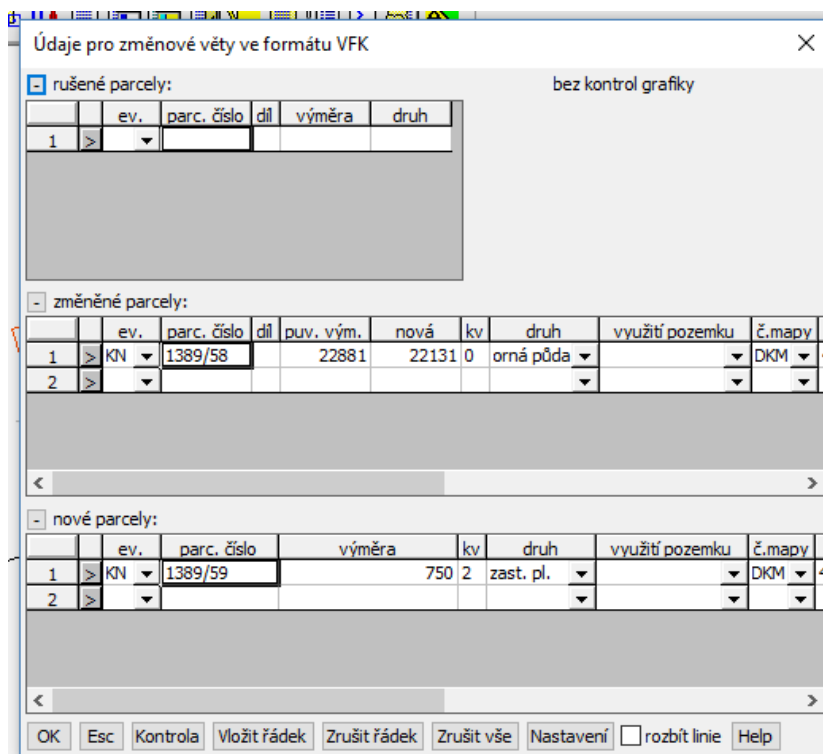 Údaje pro změnové věty ve formátu VFK
- rušené parcely: bez kontrol grafiky
ev. parc. číslo díl výměra druh
1 >
- změněné parcely:
ev. parc. číslo díl puv. vým. nová kv druh využití pozemku č.mapy
1 > KN 1389/58 22881 22131 0 orná půda DKM
2 >
- nové parcely:
ev. parc. číslo výměra kv druh využití pozemku č.mapy
1 > KN 1389/59 750 2 zast. pl. DKM 4
2 >
OK Esc Kontrola Vložit řádek Zrušit řádek Zrušit vše Nastavení rozbít linie Help